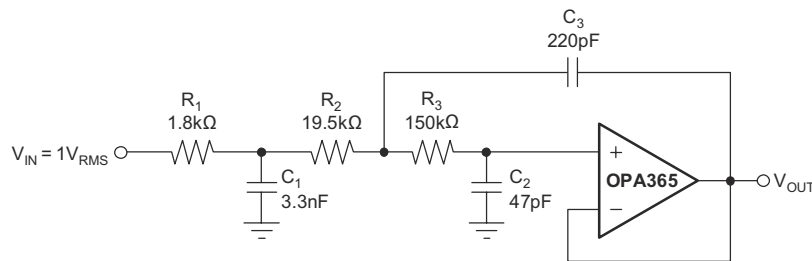 C3
220pF
R1
1.8kΩ
R2
19.5kΩ
R3
150kΩ
VIN = 1VRMS
C1
3.3nF
C2
47pF
+
OPA365
−
VOUT